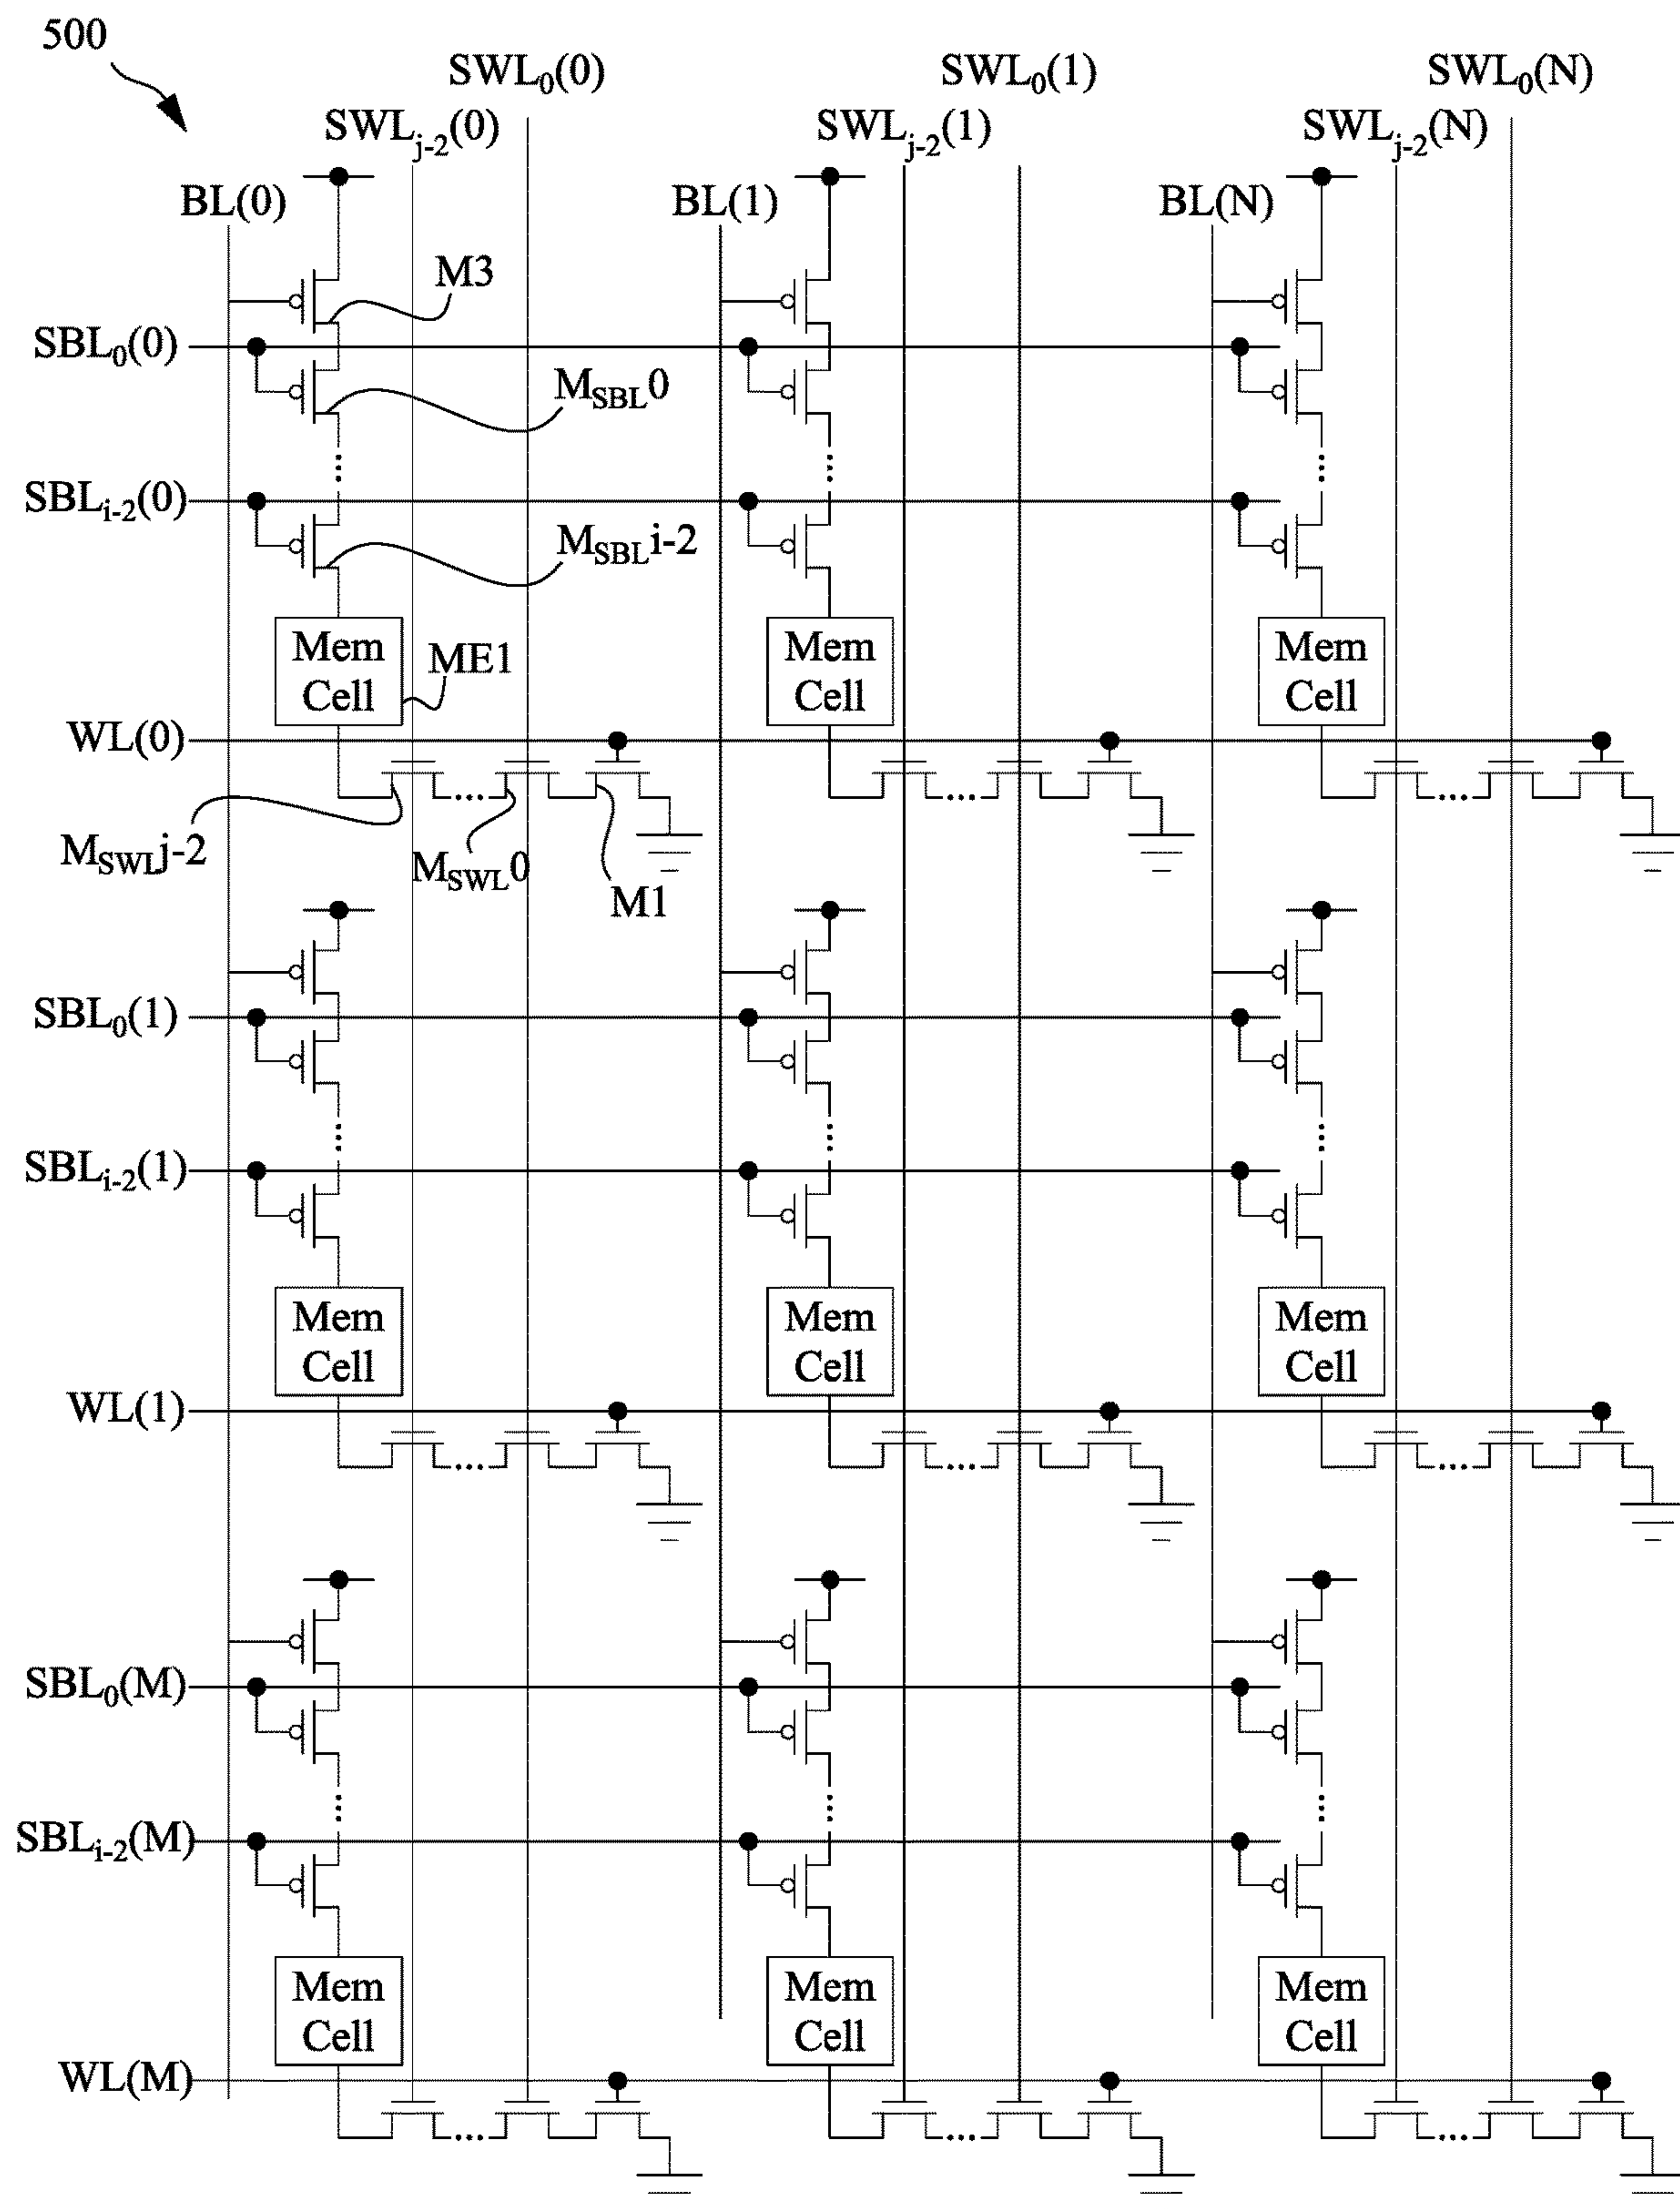 500
SWL0(0) SWL0(1) SWL0(N)
SWLj-2(0) SWLj-2(1) SWLj-2(N)
BL(0) BL(1) BL(N)
M3
SBL0(0)
MSBL0
SBLi-2(0)
MSBLi-2
Mem Cell
ME1
Mem Cell
Mem Cell
WL(0)
MSWLj-2
MSWL0
M1
SBL0(1)
SBLi-2(1)
Mem Cell
Mem Cell
Mem Cell
WL(1)
SBL0(M)
SBLi-2(M)
Mem Cell
Mem Cell
Mem Cell
WL(M)